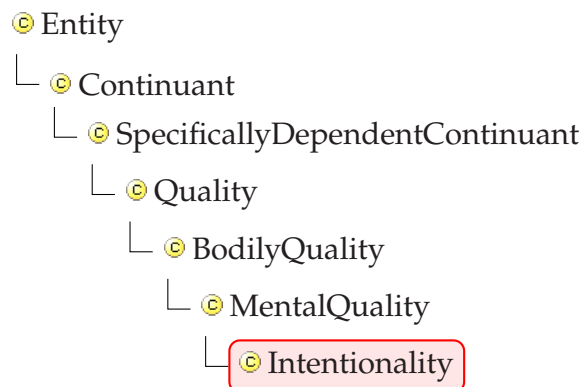 C Entity
C Continuant
C SpecificallyDependentContinuant
C Quality
C BodilyQuality
C MentalQuality
C Intentionality